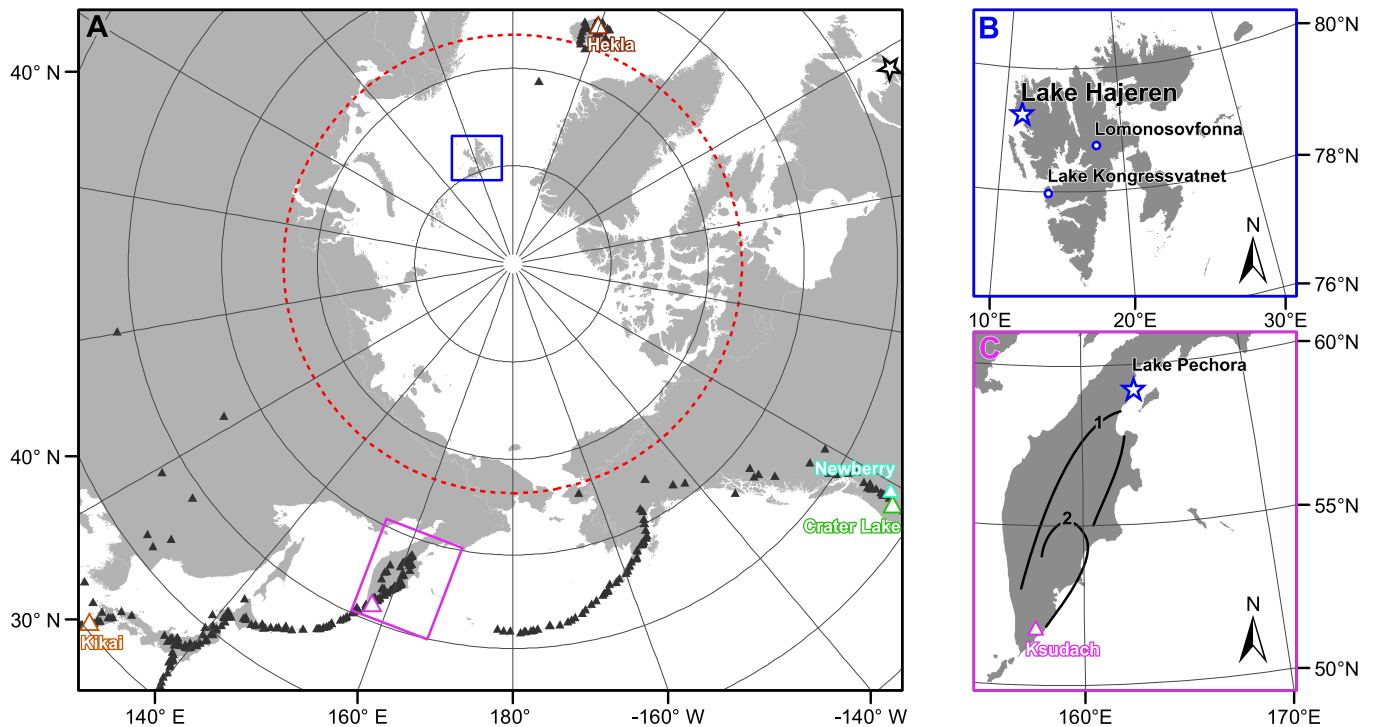 A
Hekla
40° N
40° N
30° N
Newberry
Crater Lake
Kikai
140° E
160° E
180°
-160° W
-140° W
B
80°N
Lake Hajeren
Lomonosovfonna
78°N
Lake Kongressvatnet
N
76°N
10°E
20°E
30°E
C
60°N
Lake Pechora
1
55°N
2
N
Ksudach
50°N
160°E
170°E